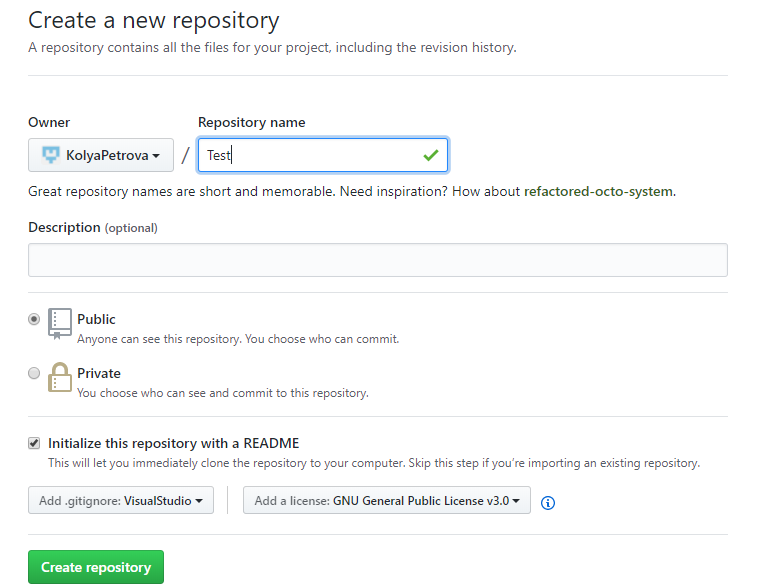 Create a new repository
A repository contains all the files for your project, including the revision history.
Owner
Repository name
KolyaPetrova
/
Test
Great repository names are short and memorable. Need inspiration? How about refactored-octo-system.
Description (optional)
Public
Anyone can see this repository. You choose who can commit.
Private
You choose who can see and commit to this repository.
Initialize this repository with a README
This will let you immediately clone the repository to your computer. Skip this step if you’re importing an existing repository.
Add .gitignore: VisualStudio
Add a license: GNU General Public License v3.0
Create repository